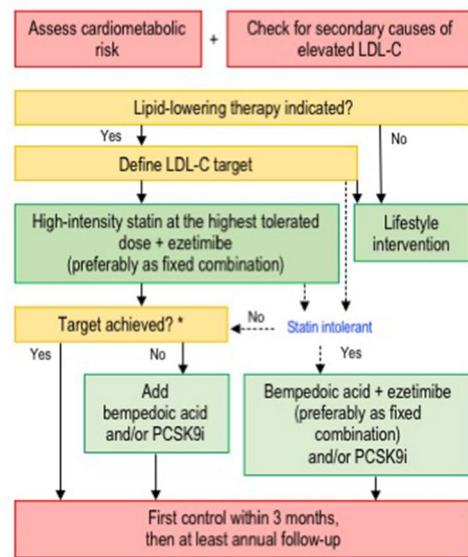 Assess cardiometabolic
risk
+
Check for secondary causes of
elevated LDL-C
Lipid-lowering therapy indicated?
Yes
No
Define LDL-C target
High-intensity statin at the highest tolerated
dose + ezetimibe
(preferably as fixed combination)
Lifestyle
intervention
Target achieved? *
No
Statin intolerant
Yes
No
Yes
Add
bempedoic acid
and/or PCSK9i
Bempedoic acid + ezetimibe
(preferably as fixed
combination)
and/or PCSK9i
First control within 3 months,
then at least annual follow-up